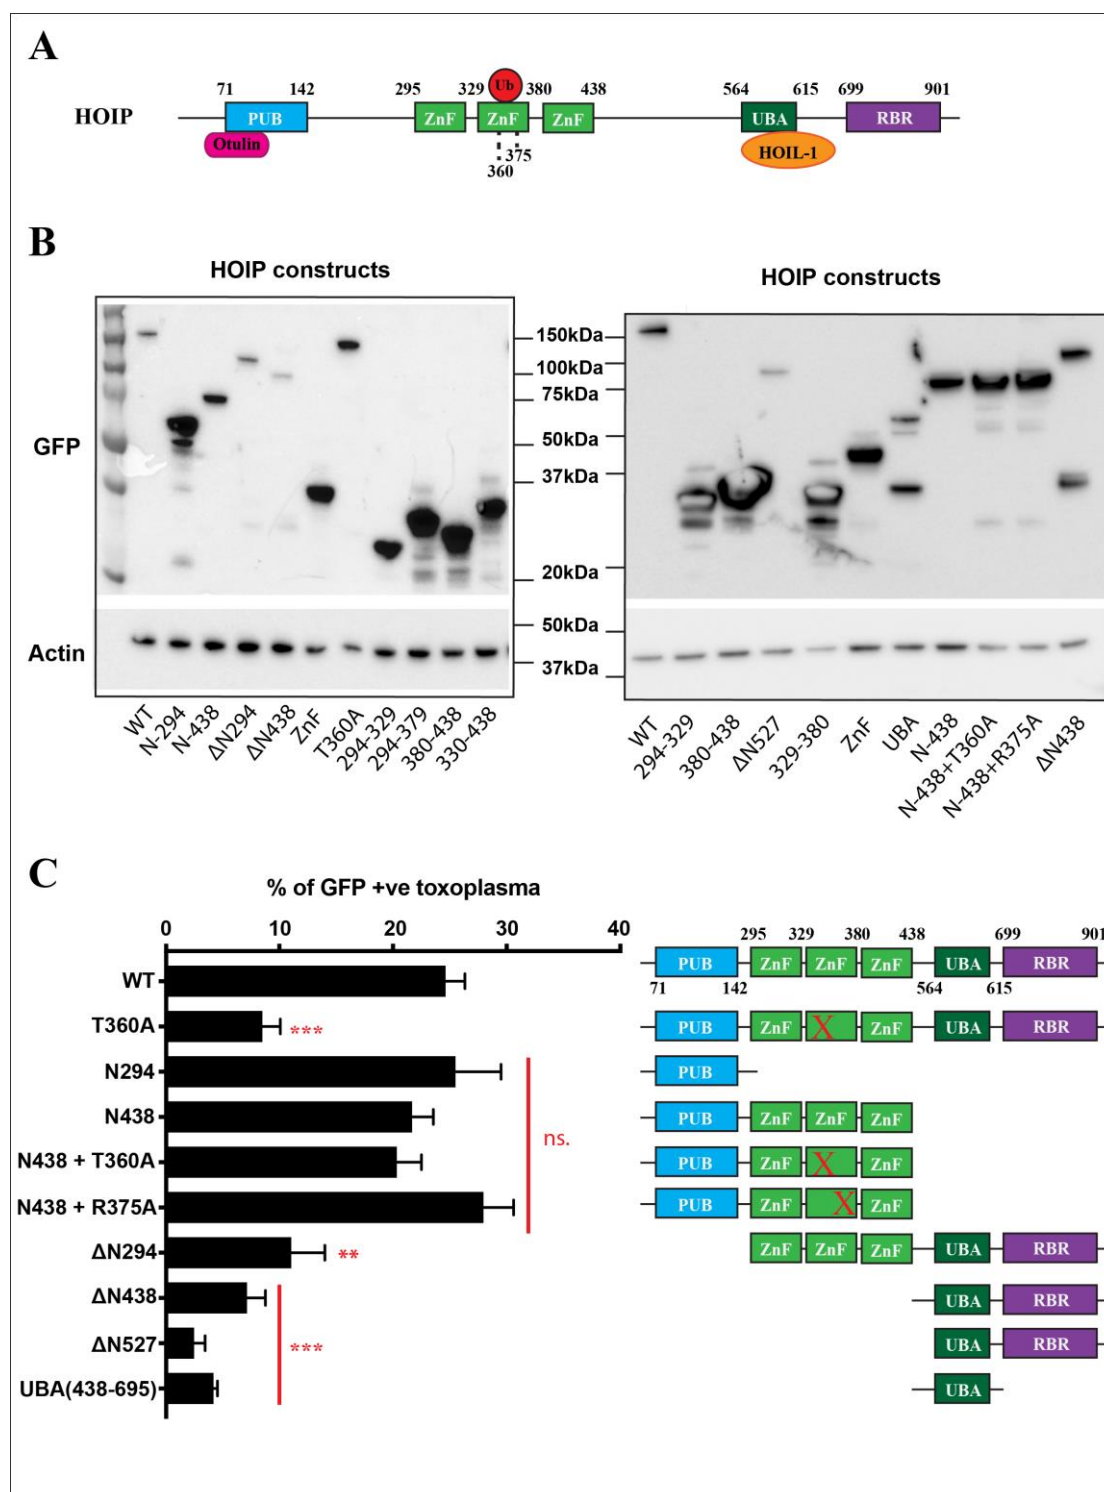 A
71 142 295 329 Ub 380 438 564 615 699 901
HOIP PUB ZnF ZnF ZnF UBA RBR
Otulin HOIL-1
375
360
B
HOIP constructs
HOIP constructs
150kDa
100kDa
75kDa
GFP
50kDa
37kDa
20kDa
50kDa
Actin
37kDa
WT N-294 N-438 ΔN294 ΔN438 ZnF T360A 294-329 294-379 380-438 330-438
WT 294-329 380-438 ΔN527 329-380 ZnF UBA N-438 N-438+T360A N-438+R375A ΔN438
C
% of GFP +ve toxoplasma
0 10 20 30 40
295 329 380 438 699 901
WT PUB ZnF ZnF ZnF UBA RBR
71 142 564 615
T360A *** PUB ZnF X ZnF UBA RBR
N294 PUB
N438 PUB ZnF ZnF ZnF
ns.
N438 + T360A PUB ZnF X ZnF
N438 + R375A PUB ZnF X ZnF
ΔN294 ** ZnF ZnF ZnF UBA RBR
ΔN438 UBA RBR
ΔN527 *** UBA RBR
UBA(438-695) UBA